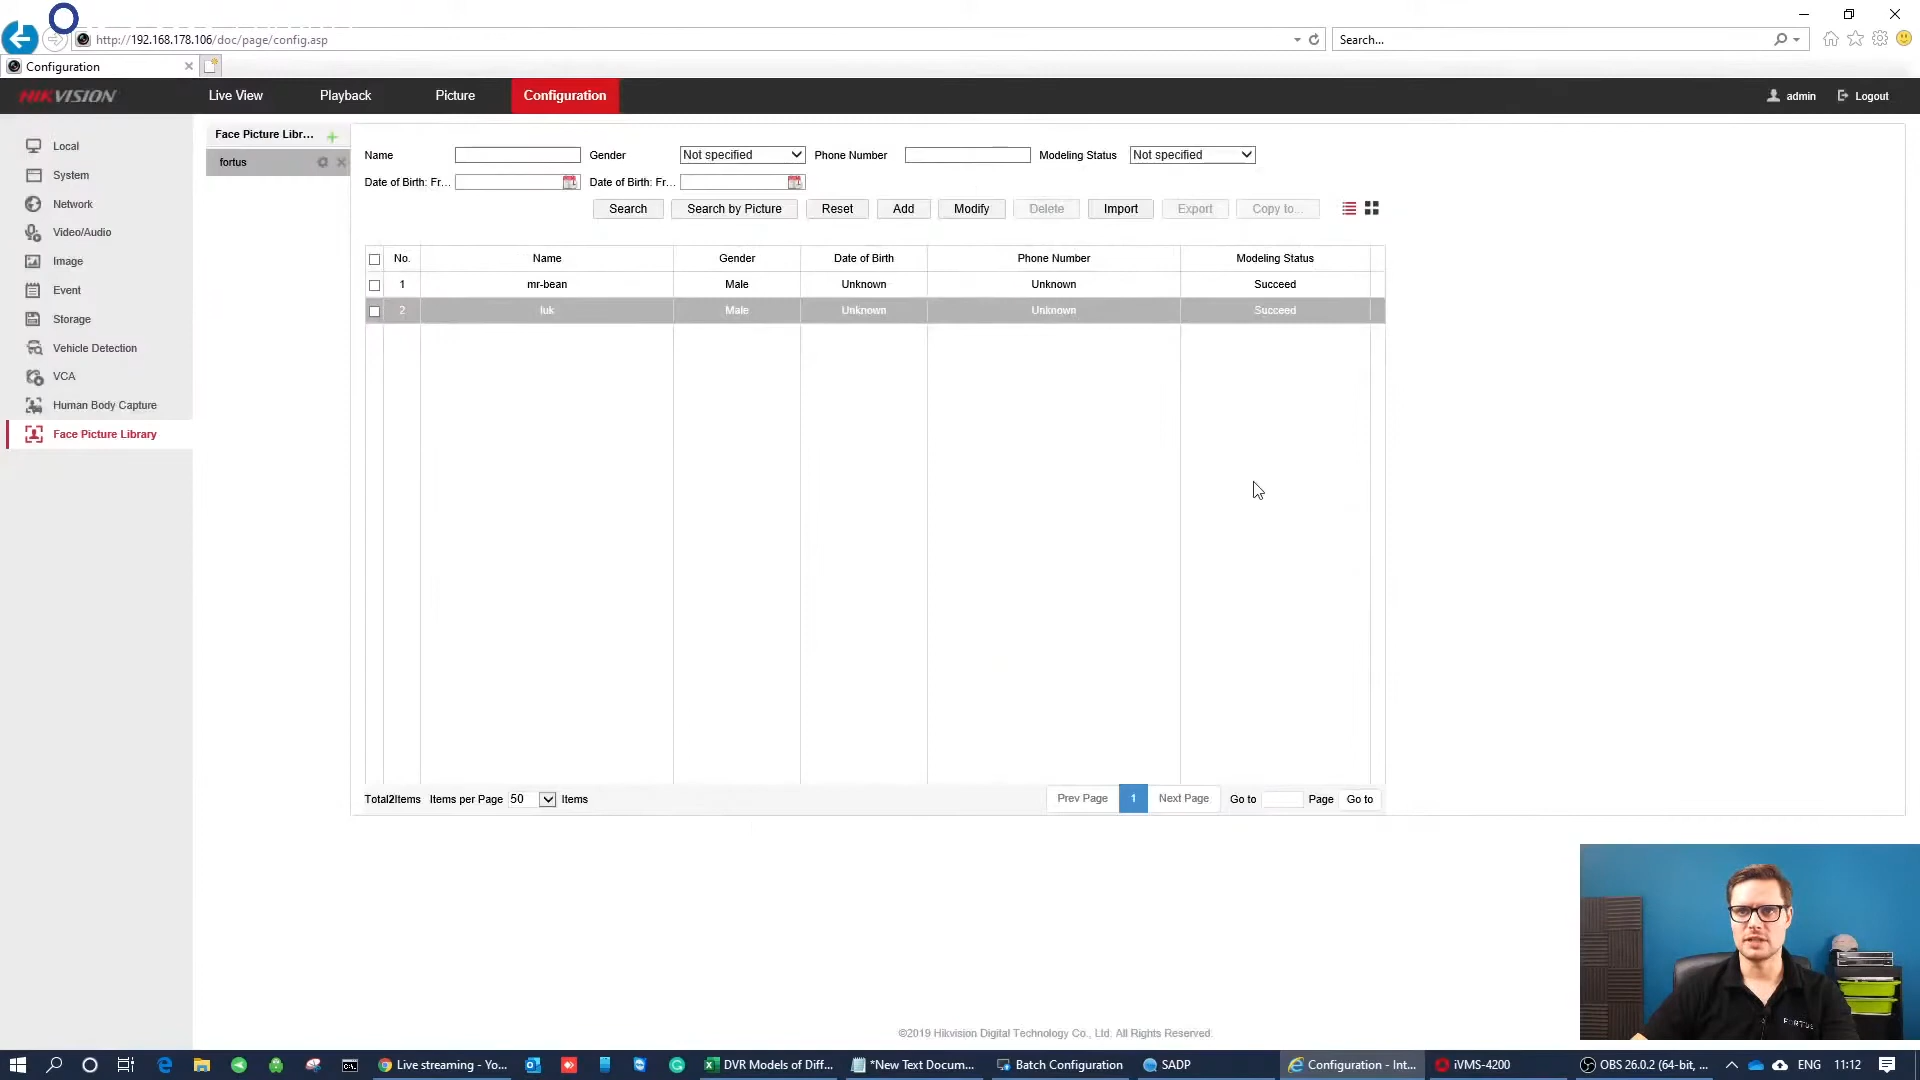 http://192.168.178.106/doc/page/config.asp
Search...
Configuration
HIKVISION
Live View
Playback
Picture
Configuration
admin
Logout
Local
System
Network
Video/Audio
Image
Event
Storage
Vehicle Detection
VCA
Human Body Capture
Face Picture Library
Face Picture Libr...
fortus
Name
Gender
Not specified
Phone Number
Modeling Status
Not specified
Date of Birth: Fr...
Date of Birth: Fr...
Search
Search by Picture
Reset
Add
Modify
Delete
Import
Export
Copy to...
No. Name Gender Date of Birth Phone Number Modeling Status
1 mr-bean Male Unknown Unknown Succeed
2 luk Male Unknown Unknown Succeed
Total2Items Items per Page 50 Items
Prev Page 1 Next Page Go to Page Go to
FORTUS
©2019 Hikvision Digital Technology Co., Ltd. All Rights Reserved.
Live streaming - Yo...
DVR Models of Diff...
*New Text Docum...
Batch Configuration
SADP
Configuration - Int...
iVMS-4200
OBS 26.0.2 (64-bit, ...
ENG
11:12